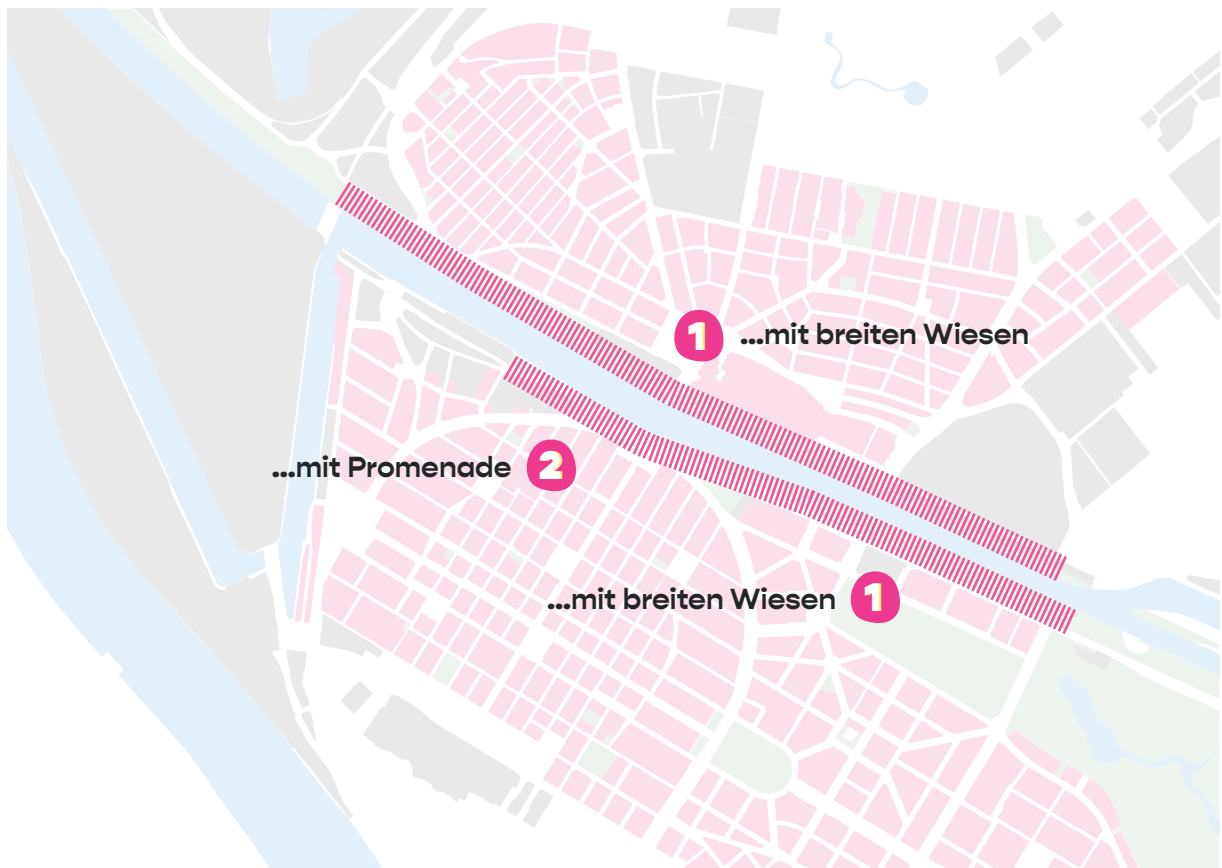 1 ...mit breiten Wiesen
...mit Promenade 2
...mit breiten Wiesen 1